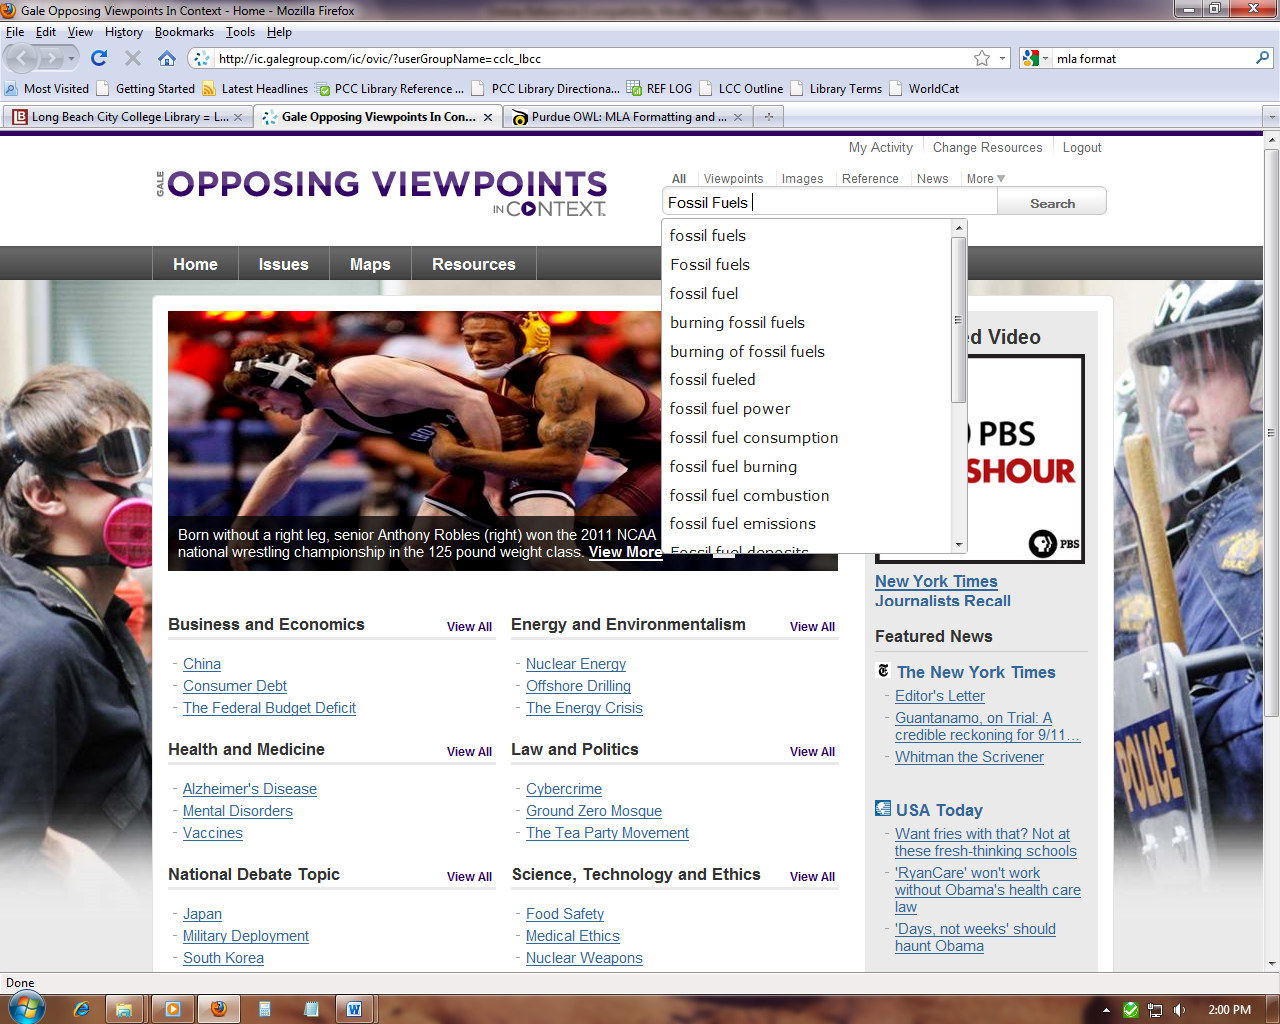 Gale Opposing Viewpoints In Context - Home - Mozilla Firefox
File Edit View History Bookmarks Tools Help
http://ic.galegroup.com/ic/ovic/?userGroupName=cclc_lbcc
mla format
Most Visited Getting Started Latest Headlines PCC Library Reference ... PCC Library Directiona... REF LOG LCC Outline Library Terms WorldCat
Long Beach City College Library = L...
Gale Opposing Viewpoints In Con...
Purdue OWL: MLA Formatting and ...
My Activity Change Resources Logout
GALE OPPOSING VIEWPOINTS
IN CONTEXT
All Viewpoints Images Reference News More
Fossil Fuels
Search
Home Issues Maps Resources
fossil fuels
Fossil fuels
fossil fuel
burning fossil fuels
burning of fossil fuels
fossil fueled
fossil fuel power
fossil fuel consumption
fossil fuel burning
fossil fuel combustion
fossil fuel emissions
Fossil fuel deposits
Born without a right leg, senior Anthony Robles (right) won the 2011 NCAA
national wrestling championship in the 125 pound weight class. View More
Business and Economics View All
China
Consumer Debt
The Federal Budget Deficit
Energy and Environmentalism View All
Nuclear Energy
Offshore Drilling
The Energy Crisis
Health and Medicine View All
Alzheimer's Disease
Mental Disorders
Vaccines
Law and Politics View All
Cybercrime
Ground Zero Mosque
The Tea Party Movement
National Debate Topic View All
Japan
Military Deployment
South Korea
Science, Technology and Ethics View All
Food Safety
Medical Ethics
Nuclear Weapons
Video
PBS
PBS
New York Times
Journalists Recall
Featured News
The New York Times
Editor's Letter
Guantanamo, on Trial: A
credible reckoning for 9/11...
Whitman the Scrivener
USA Today
Want fries with that? Not at
these fresh-thinking schools
'RyanCare' won't work
without Obama's health care
law
'Days, not weeks' should
haunt Obama
POLICE
Done
2:00 PM